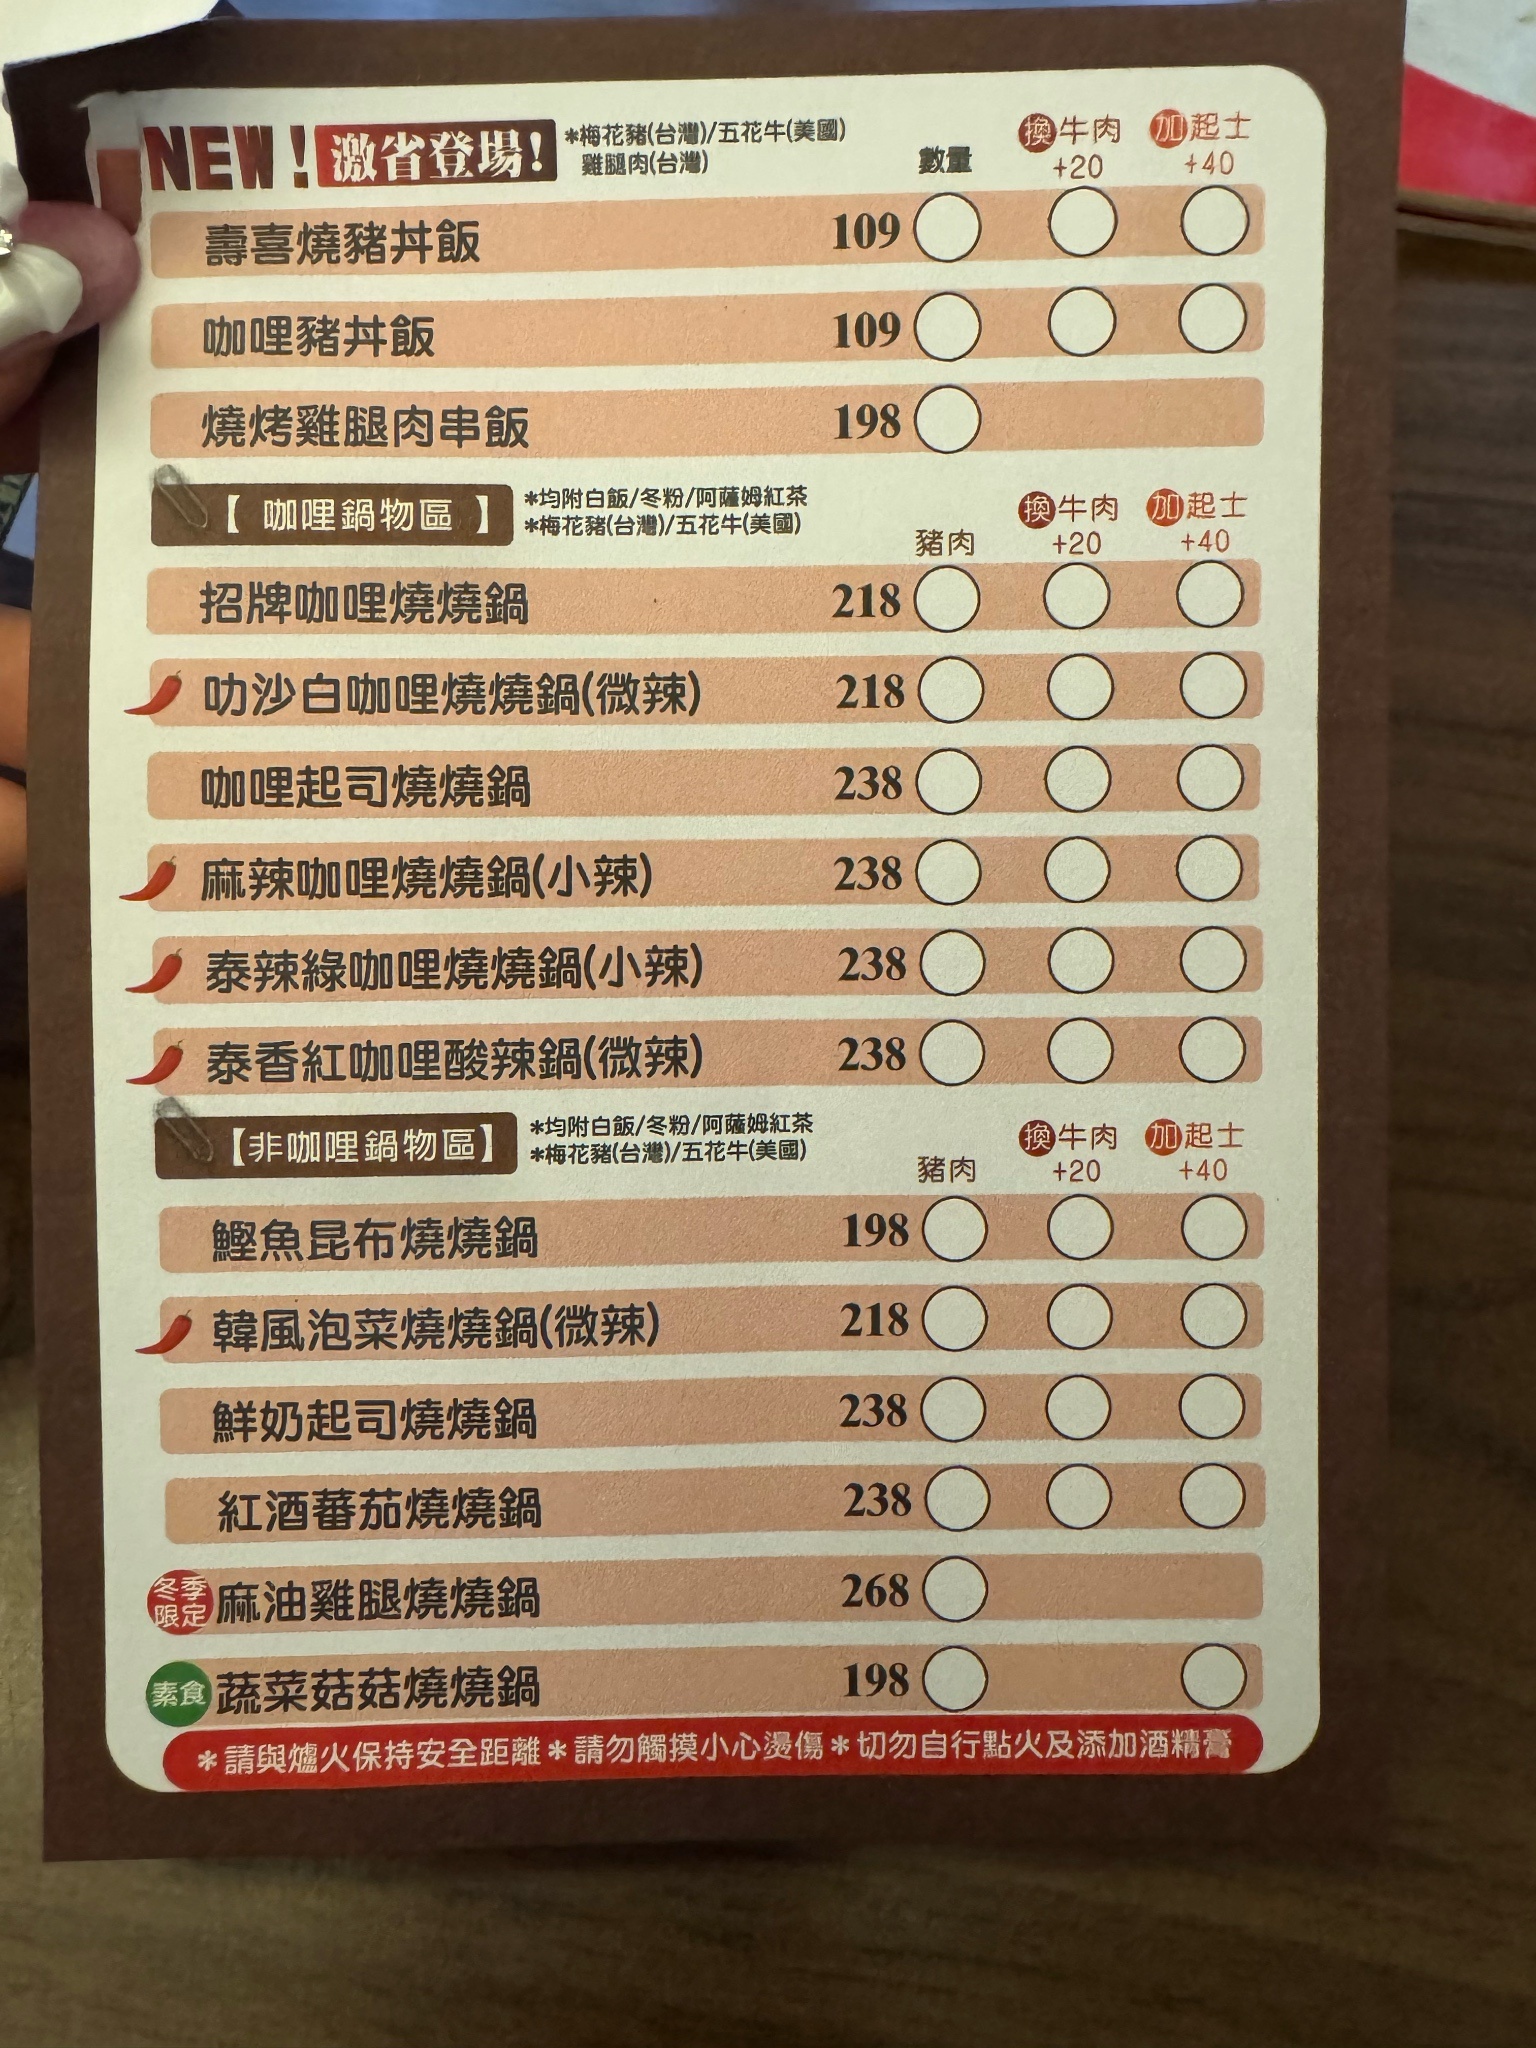 NEW! 激省登場! *梅花豬(台灣)/五花牛(美國)
雞腿肉(台灣)
數量 換牛肉+20 加起士+40
壽喜燒豬丼飯 109
咖哩豬丼飯 109
燒烤雞腿肉串飯 198
【 咖哩鍋物區 】 *均附白飯/冬粉/阿薩姆紅茶
*梅花豬(台灣)/五花牛(美國)
豬肉 換牛肉+20 加起士+40
招牌咖哩燒燒鍋 218
叻沙白咖哩燒燒鍋(微辣) 218
咖哩起司燒燒鍋 238
麻辣咖哩燒燒鍋(小辣) 238
泰辣綠咖哩燒燒鍋(小辣) 238
泰香紅咖哩酸辣鍋(微辣) 238
【非咖哩鍋物區】 *均附白飯/冬粉/阿薩姆紅茶
*梅花豬(台灣)/五花牛(美國)
豬肉 換牛肉+20 加起士+40
鰹魚昆布燒燒鍋 198
韓風泡菜燒燒鍋(微辣) 218
鮮奶起司燒燒鍋 238
紅酒蕃茄燒燒鍋 238
冬季限定 麻油雞腿燒燒鍋 268
素食 蔬菜菇菇燒燒鍋 198
*請與爐火保持安全距離*請勿觸摸小心燙傷*切勿自行點火及添加酒精膏